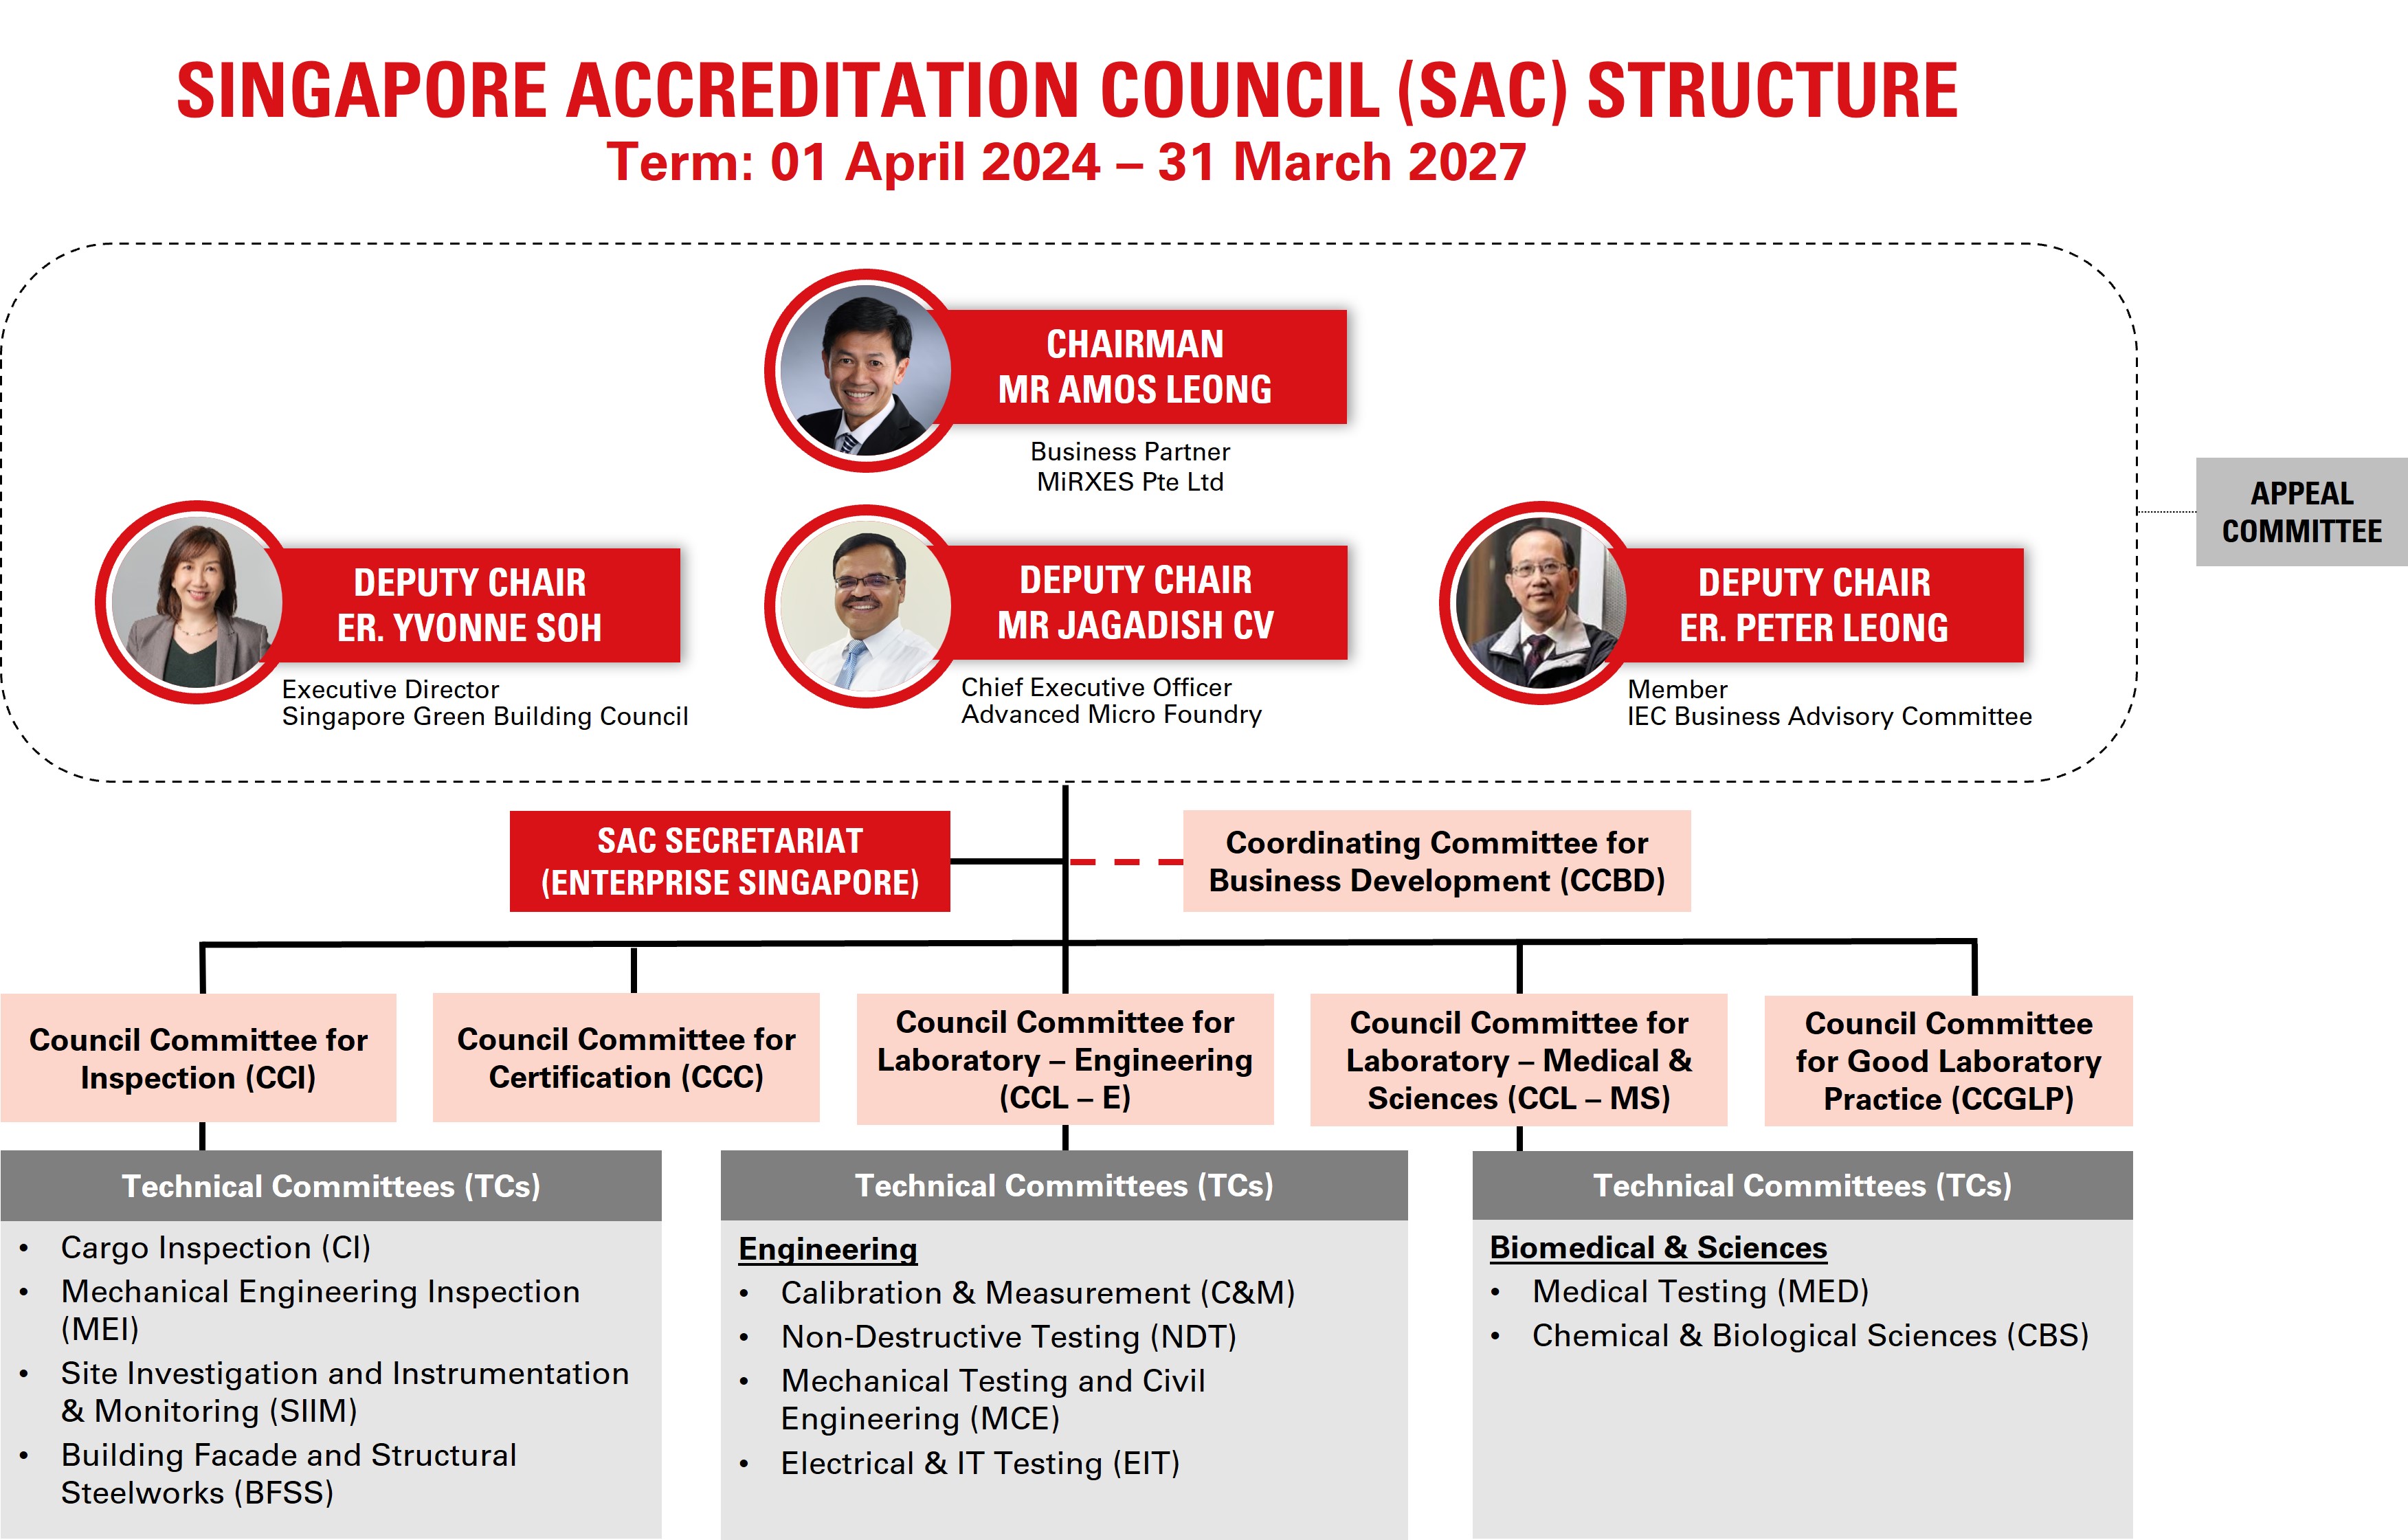 SINGAPORE ACCREDITATION COUNCIL (SAC) STRUCTURE
Term: 01 April 2024 – 31 March 2027
CHAIRMAN
MR AMOS LEONG
Business Partner
MiRXES Pte Ltd
DEPUTY CHAIR
ER. YVONNE SOH
Executive Director
Singapore Green Building Council
DEPUTY CHAIR
MR JAGADISH CV
Chief Executive Officer
Advanced Micro Foundry
DEPUTY CHAIR
ER. PETER LEONG
Member
IEC Business Advisory Committee
APPEAL
COMMITTEE
SAC SECRETARIAT
(ENTERPRISE SINGAPORE)
Coordinating Committee for
Business Development (CCBD)
Council Committee for
Inspection (CCI)
Council Committee for
Certification (CCC)
Council Committee for
Laboratory – Engineering
(CCL – E)
Council Committee for
Laboratory – Medical &
Sciences (CCL – MS)
Council Committee
for Good Laboratory
Practice (CCGLP)
Technical Committees (TCs)
• Cargo Inspection (CI)
• Mechanical Engineering Inspection
(MEI)
• Site Investigation and Instrumentation
& Monitoring (SIIM)
• Building Facade and Structural
Steelworks (BFSS)
Technical Committees (TCs)
Engineering
• Calibration & Measurement (C&M)
• Non-Destructive Testing (NDT)
• Mechanical Testing and Civil
Engineering (MCE)
• Electrical & IT Testing (EIT)
Technical Committees (TCs)
Biomedical & Sciences
• Medical Testing (MED)
• Chemical & Biological Sciences (CBS)